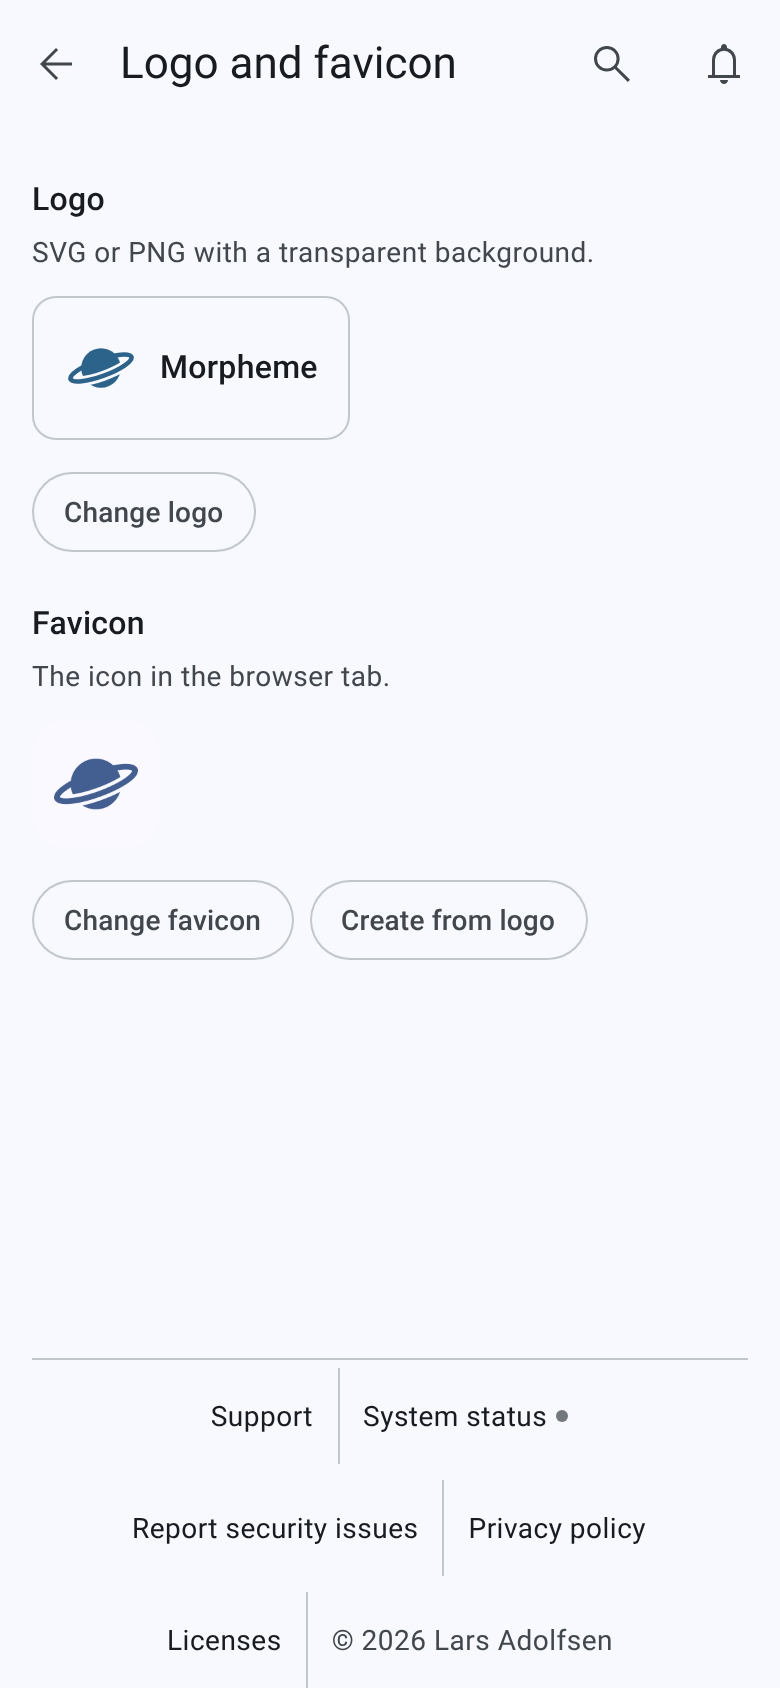 Logo and favicon
Logo
SVG or PNG with a transparent background.
Morpheme
Change logo
Favicon
The icon in the browser tab.
Change favicon
Create from logo
Support
System status
Report security issues
Privacy policy
Licenses
© 2026 Lars Adolfsen